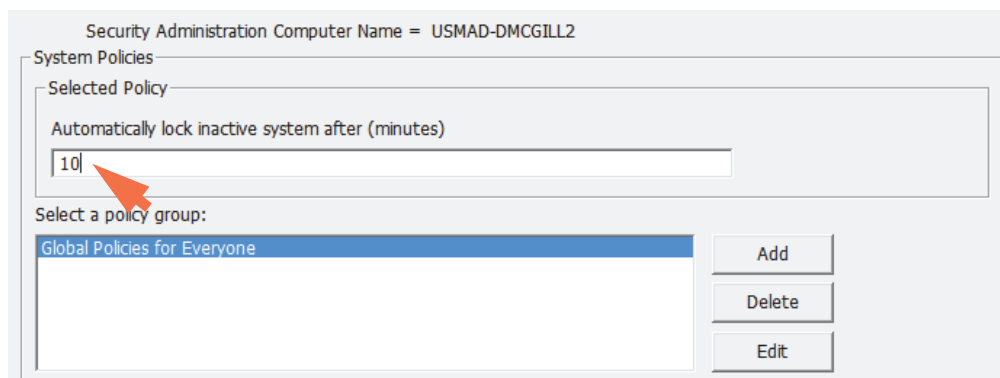 Security Administration Computer Name = USMAD-DMCGILL2
System Policies
Selected Policy
Automatically lock inactive system after (minutes)
10
Select a policy group:
Global Policies for Everyone
Add
Delete
Edit